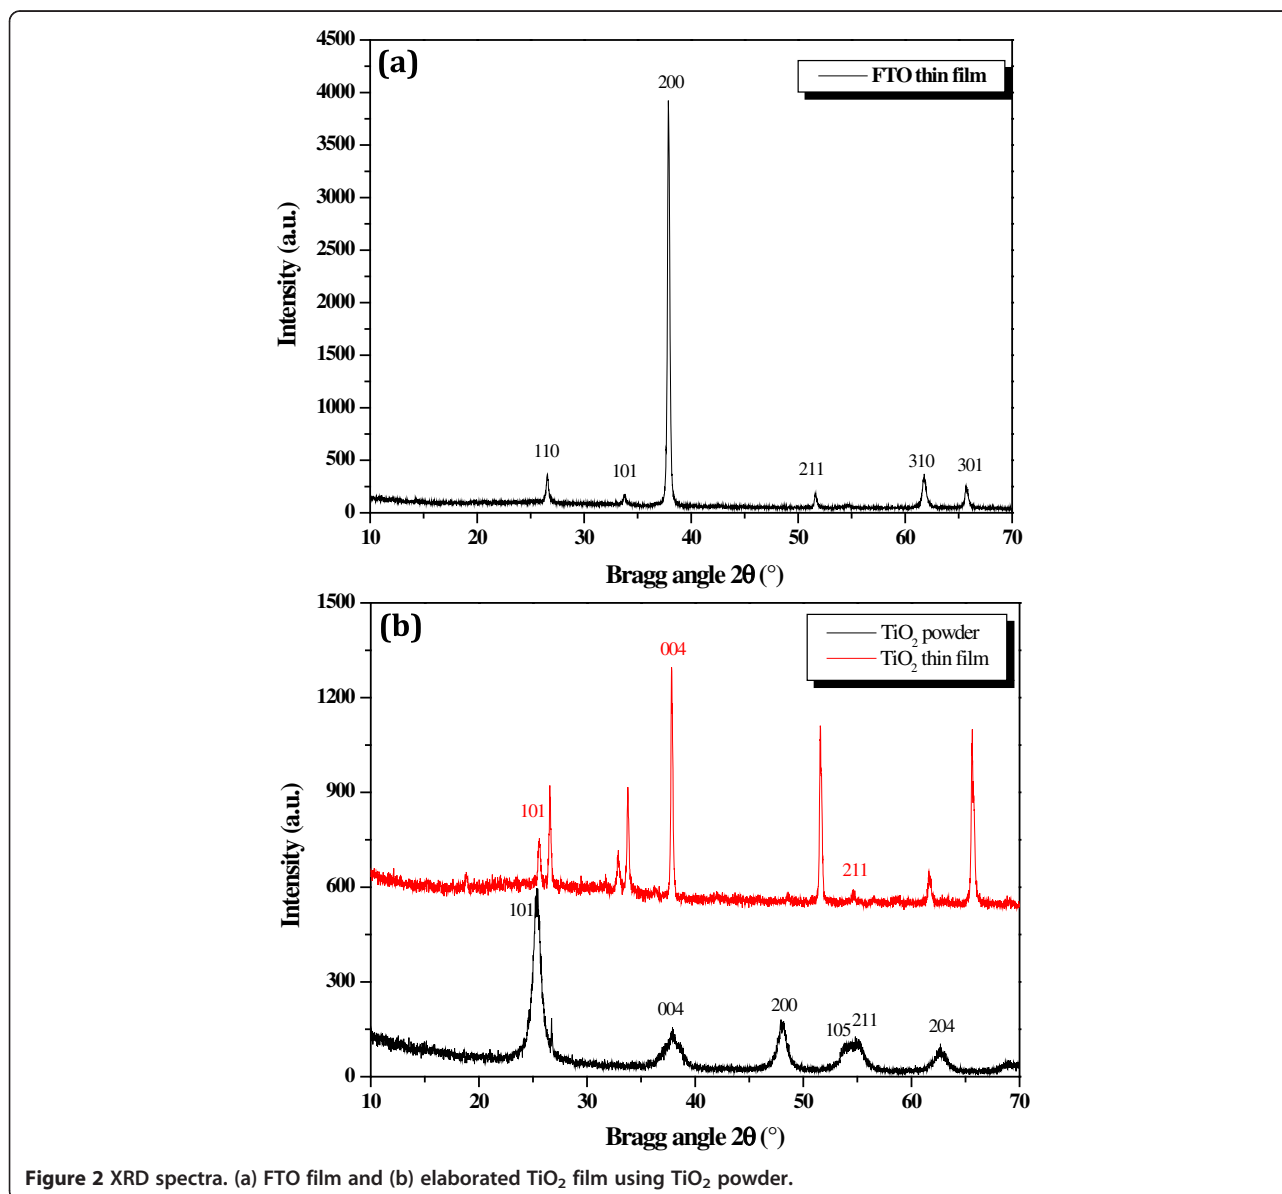 (a)
FTO thin film
4500
4000
3500
3000
2500
2000
1500
1000
500
0
Intensity (a.u.)
110
101
200
211
310
301
10 20 30 40 50 60 70
Bragg angle 2θ (°)
(b)
TiO₂ powder
TiO₂ thin film
1500
1200
900
600
300
0
Intensity (a.u.)
101
004
211
101
004
200
105
211
204
10 20 30 40 50 60 70
Bragg angle 2θ (°)
Figure 2 XRD spectra. (a) FTO film and (b) elaborated TiO₂ film using TiO₂ powder.